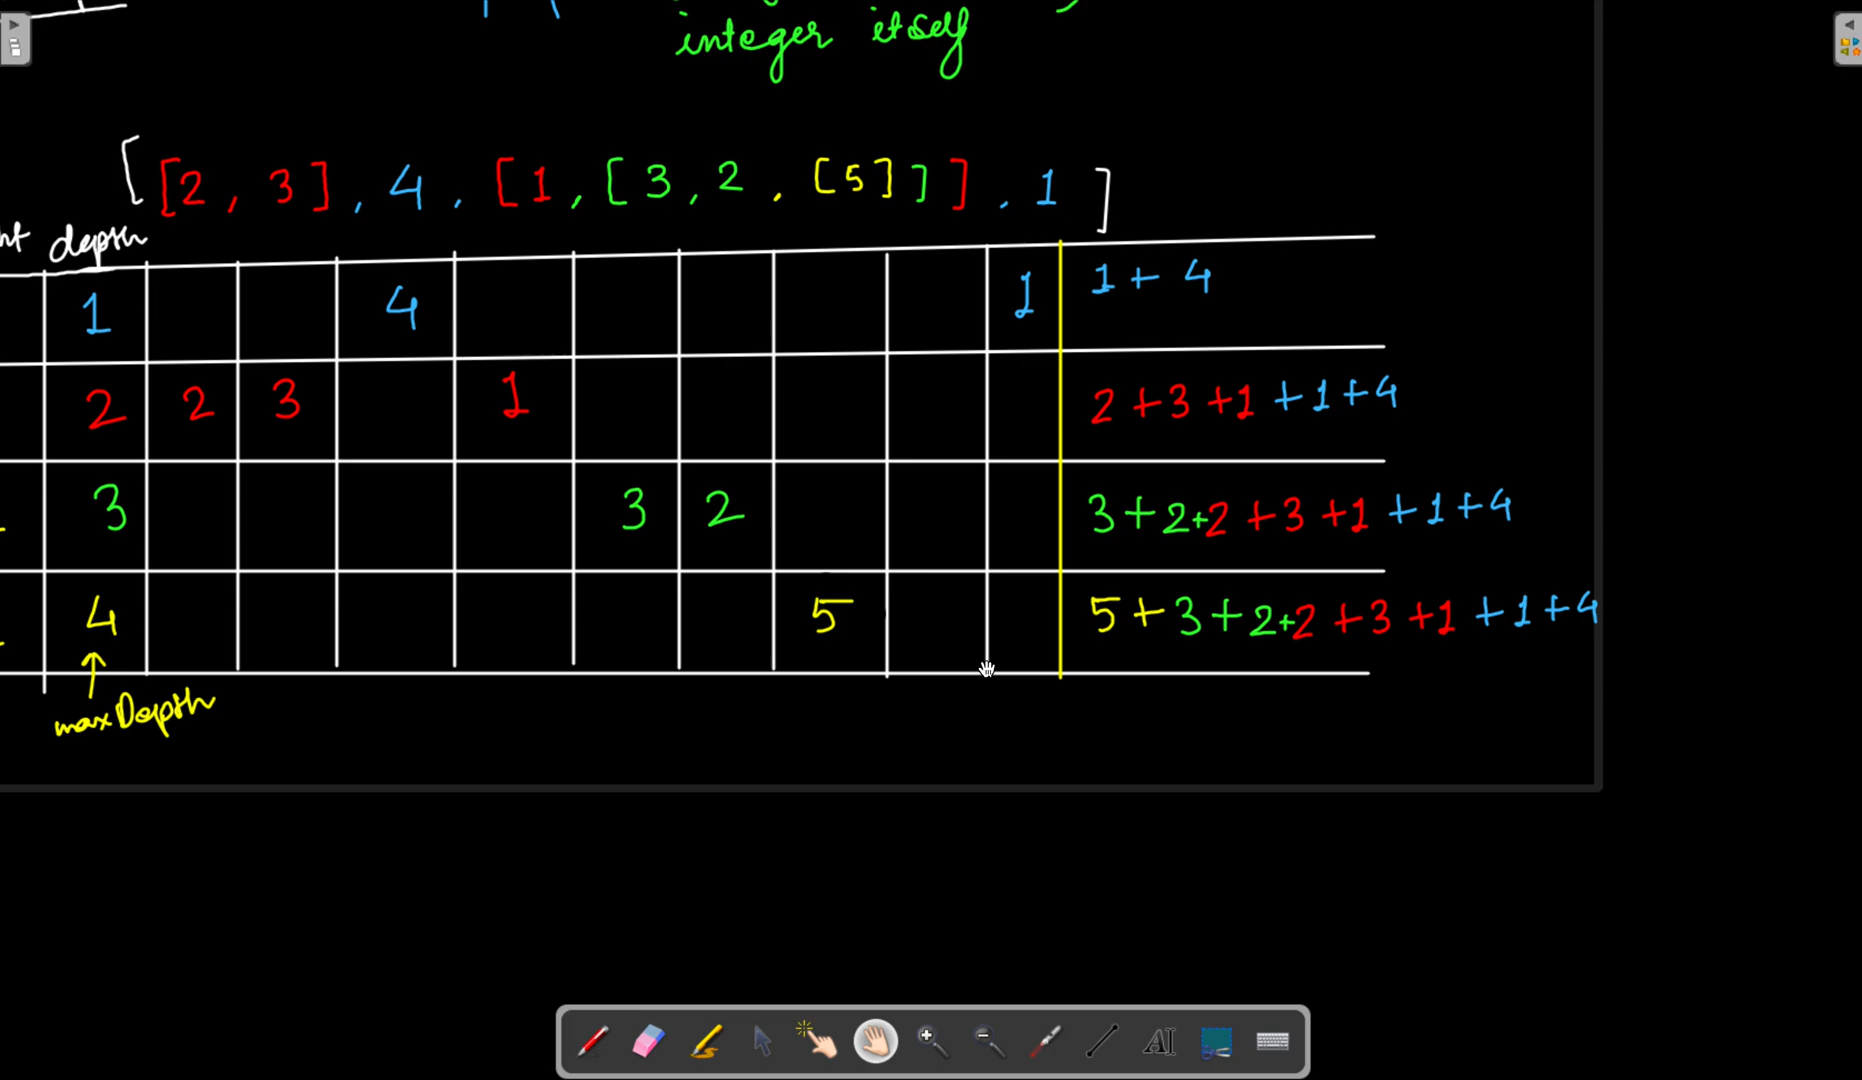 integer itself
[ [2, 3], 4, [1, [3, 2, [5]]], 1 ]
depth
1 4 1 1 + 4
2 2 3 1 2 + 3 + 1 + 1 + 4
3 3 2 3 + 2 + 2 + 3 + 1 + 1 + 4
4 5 5 + 3 + 2 + 2 + 3 + 1 + 1 + 4
maxDepth
AI